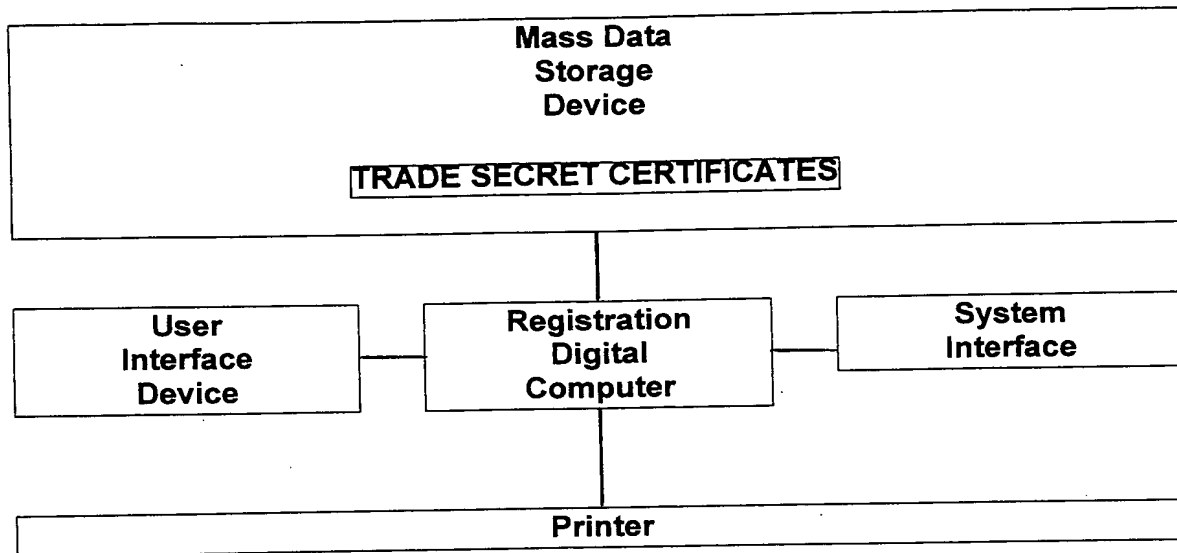 Mass Data
Storage
Device
TRADE SECRET CERTIFICATES
User
Interface
Device
Registration
Digital
Computer
System
Interface
Printer